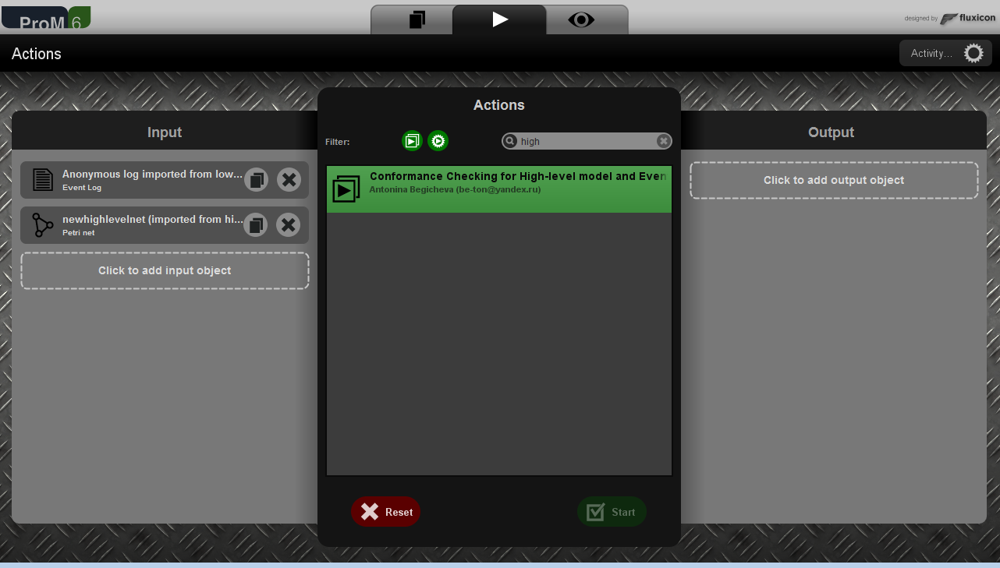 ProM 6
designed by fluxicon
Actions
Activity...
Actions
Input
Filter:
high
Output
Anonymous log imported from low...
Event Log
newhighlevelnet (imported from hi...
Petri net
Click to add input object
Conformance Checking for High-level model and Even
Antonina Begicheva (be-ton@yandex.ru)
Click to add output object
Reset
Start